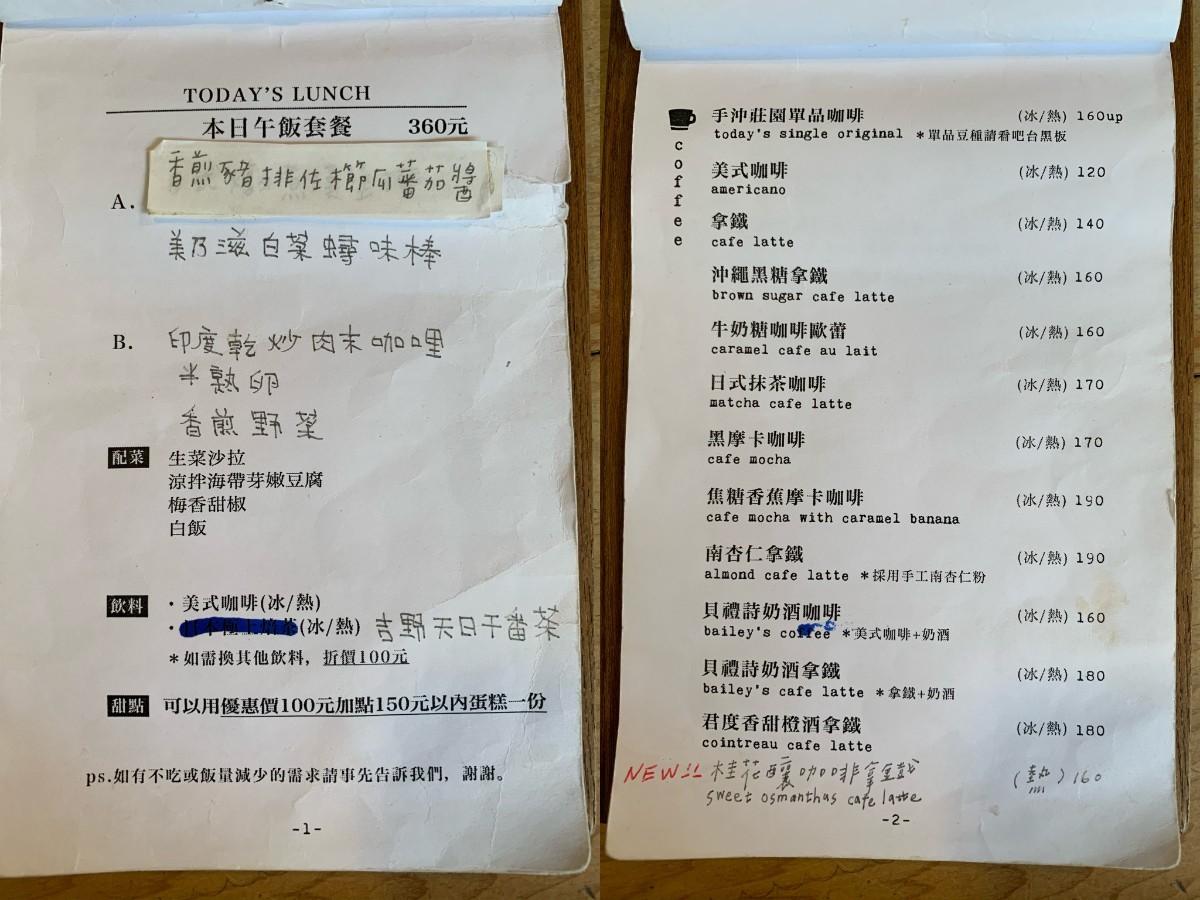 TODAY'S LUNCH
本日午飯套餐 360元
香煎豬排佐櫛瓜蕃茄醬
A.
美乃滋白菜蟳味棒
B. 印度乾炒肉末咖哩
半熟卵
香煎野菜
配菜 生菜沙拉
涼拌海帶芽嫩豆腐
梅香甜椒
白飯
飲料 ・美式咖啡(冰/熱)
・日本極上焙茶(冰/熱) 吉野天日干番菜
＊如需換其他飲料，折價100元
甜點 可以用優惠價100元加點150元以內蛋糕一份
ps.如有不吃或飯量減少的需求請事先告訴我們，謝謝。
-1-
coffee
手沖莊園單品咖啡 (冰/熱) 160up
today's single original ＊單品豆種請看吧台黑板
美式咖啡 (冰/熱) 120
americano
拿鐵 (冰/熱) 140
cafe latte
沖繩黑糖拿鐵 (冰/熱) 160
brown sugar cafe latte
牛奶糖咖啡歐蕾 (冰/熱) 160
caramel cafe au lait
日式抹茶咖啡 (冰/熱) 170
matcha cafe latte
黑摩卡咖啡 (冰/熱) 170
cafe mocha
焦糖香蕉摩卡咖啡 (冰/熱) 190
cafe mocha with caramel banana
南杏仁拿鐵 (冰/熱) 190
almond cafe latte ＊採用手工南杏仁粉
貝禮詩奶酒咖啡 (冰/熱) 160
bailey's coffee ＊美式咖啡+奶酒
貝禮詩奶酒拿鐵 (冰/熱) 180
bailey's cafe latte ＊拿鐵+奶酒
君度香甜橙酒拿鐵 (冰/熱) 180
cointreau cafe latte
NEW!! 桂花釀咖啡拿鐵 (熱) 160
sweet osmanthus cafe latte
-2-